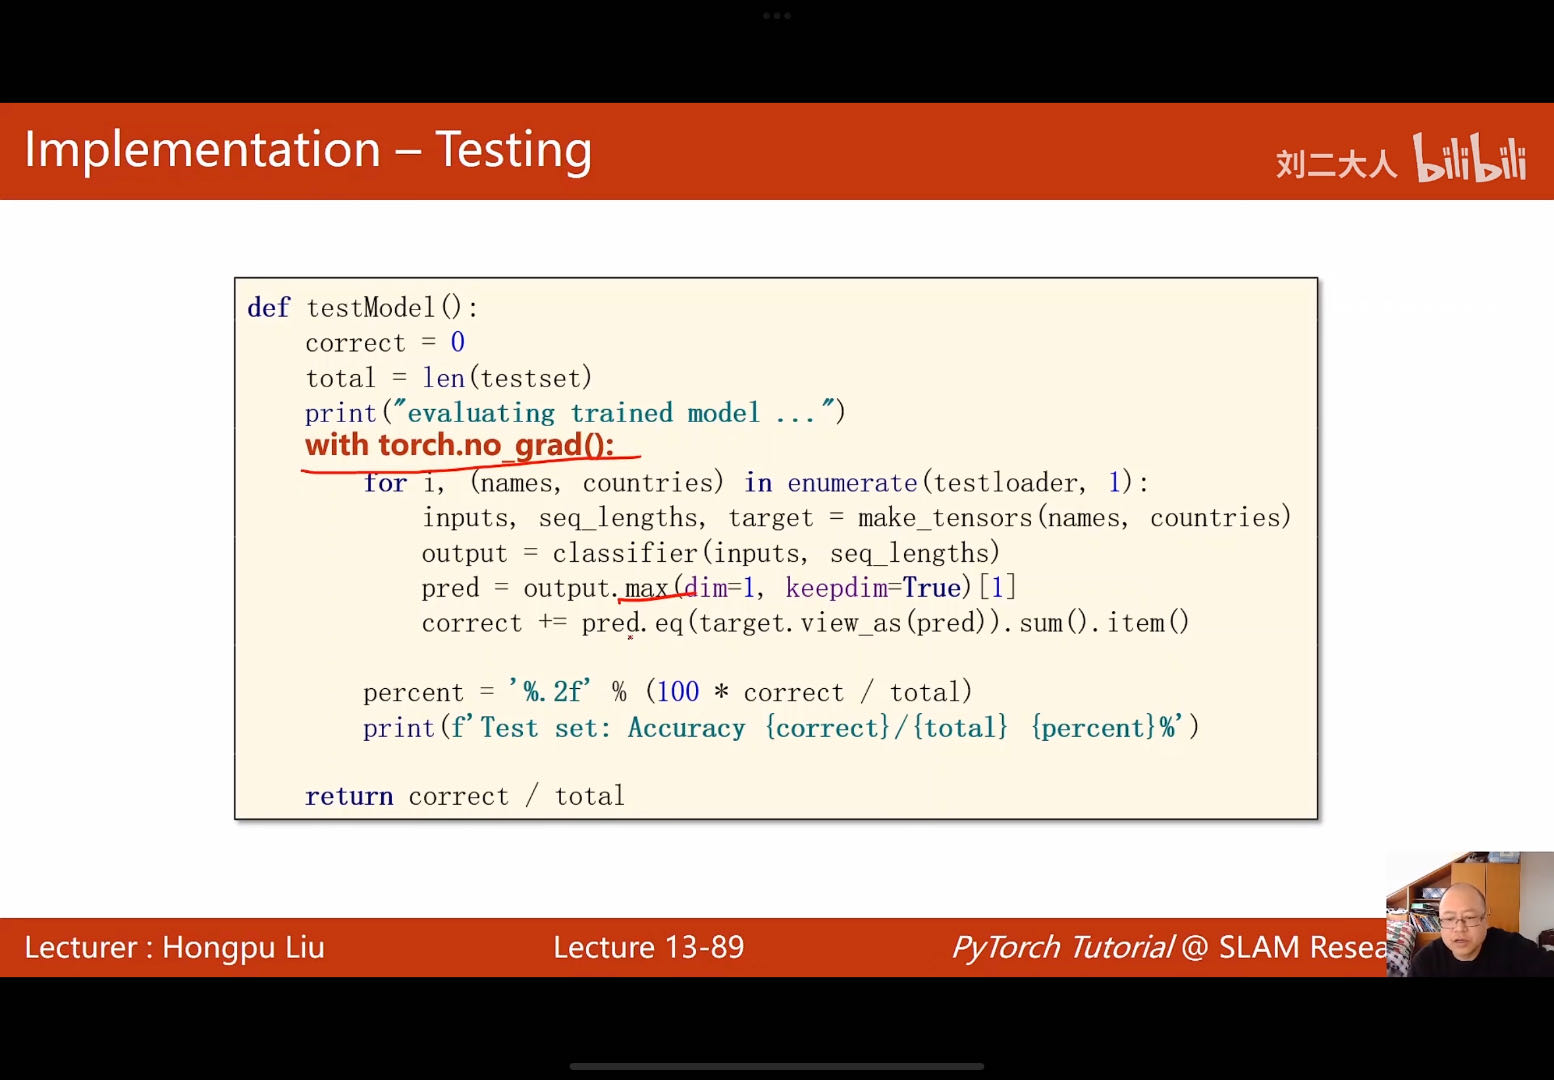 Implementation – Testing
刘二大人 bilibili
def testModel():
correct = 0
total = len(testset)
print("evaluating trained model ...")
with torch.no_grad():
for i, (names, countries) in enumerate(testloader, 1):
inputs, seq_lengths, target = make_tensors(names, countries)
output = classifier(inputs, seq_lengths)
pred = output.max(dim=1, keepdim=True)[1]
correct += pred.eq(target.view_as(pred)).sum().item()
percent = '%.2f' % (100 * correct / total)
print(f'Test set: Accuracy {correct}/{total} {percent}%')
return correct / total
Lecturer : Hongpu Liu
Lecture 13-89
PyTorch Tutorial @ SLAM Resea